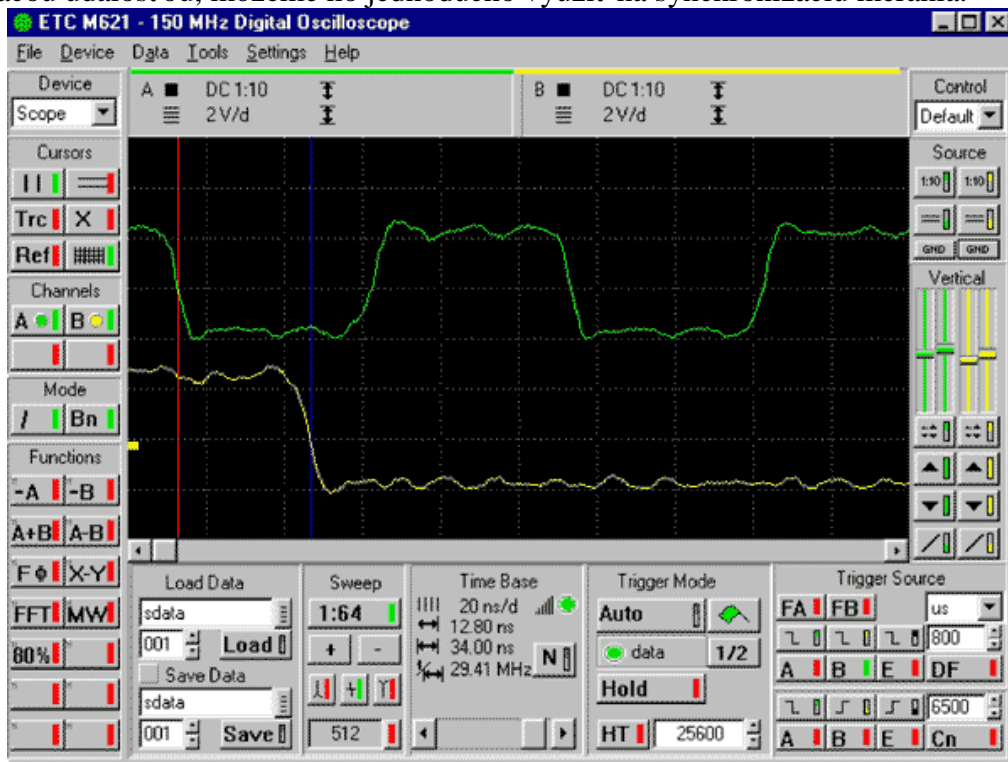 ETC M621 - 150 MHz Digital Oscilloscope
File Device Data Tools Settings Help
Device
Scope
A DC 1:10
2 V/d
B DC 1:10
2 V/d
Control
Default
Cursors
Trc X
Ref
Channels
A B
Mode
/ Bn
Functions
-A -B
A+B A-B
FΦ X-Y
FFT MW
80%
Source
1:10 1:10
GND GND
Vertical
Load Data
sdata
001 Load
Save Data
sdata
001 Save
Sweep
1:64
+ -
512
Time Base
20 ns/d
12.80 ns
34.00 ns
29.41 MHz
N
Trigger Mode
Auto
data 1/2
Hold
HT 25600
Trigger Source
FA FB us
800
A B E DF
6500
A B E Cn